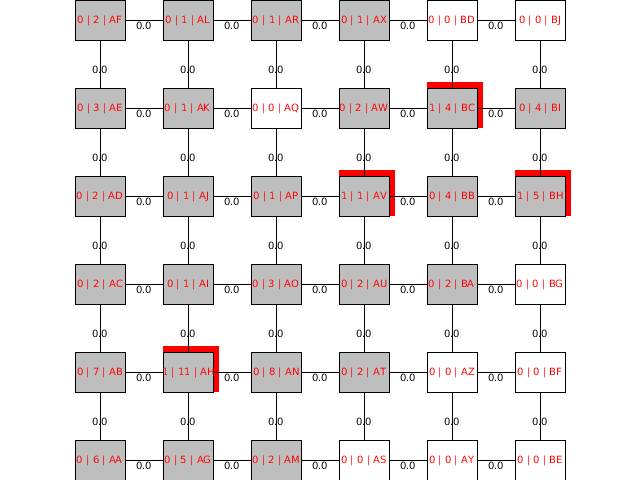 0 | 2 | AF 0.0 0 | 1 | AL 0.0 0 | 1 | AR 0.0 0 | 1 | AX 0.0 0 | 0 | BD 0.0 0 | 0 | BJ
0.0 0.0 0.0 0.0 0.0 0.0
0 | 3 | AE 0.0 0 | 1 | AK 0.0 0 | 0 | AQ 0.0 0 | 2 | AW 0.0 1 | 4 | BC 0.0 0 | 4 | BI
0.0 0.0 0.0 0.0 0.0 0.0
0 | 2 | AD 0.0 0 | 1 | AJ 0.0 0 | 1 | AP 0.0 1 | 1 | AV 0.0 0 | 4 | BB 0.0 1 | 5 | BH
0.0 0.0 0.0 0.0 0.0 0.0
0 | 2 | AC 0.0 0 | 1 | AI 0.0 0 | 3 | AO 0.0 0 | 2 | AU 0.0 0 | 2 | BA 0.0 0 | 0 | BG
0.0 0.0 0.0 0.0 0.0 0.0
0 | 7 | AB 0.0 1 | 11 | AH 0.0 0 | 8 | AN 0.0 0 | 2 | AT 0.0 0 | 0 | AZ 0.0 0 | 0 | BF
0.0 0.0 0.0 0.0 0.0 0.0
0 | 6 | AA 0.0 0 | 5 | AG 0.0 0 | 2 | AM 0.0 0 | 0 | AS 0.0 0 | 0 | AY 0.0 0 | 0 | BE